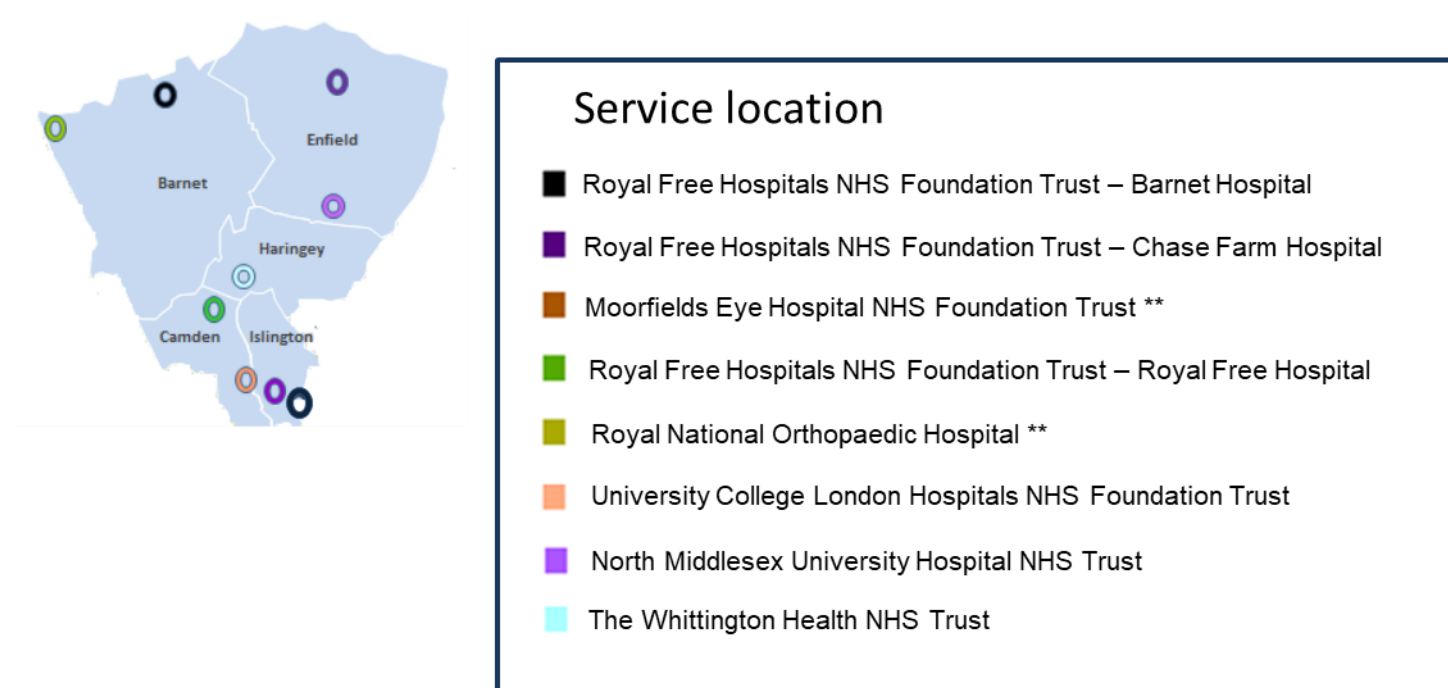 Enfield
Barnet
Haringey
Camden
Islington
Service location
Royal Free Hospitals NHS Foundation Trust – Barnet Hospital
Royal Free Hospitals NHS Foundation Trust – Chase Farm Hospital
Moorfields Eye Hospital NHS Foundation Trust **
Royal Free Hospitals NHS Foundation Trust – Royal Free Hospital
Royal National Orthopaedic Hospital **
University College London Hospitals NHS Foundation Trust
North Middlesex University Hospital NHS Trust
The Whittington Health NHS Trust